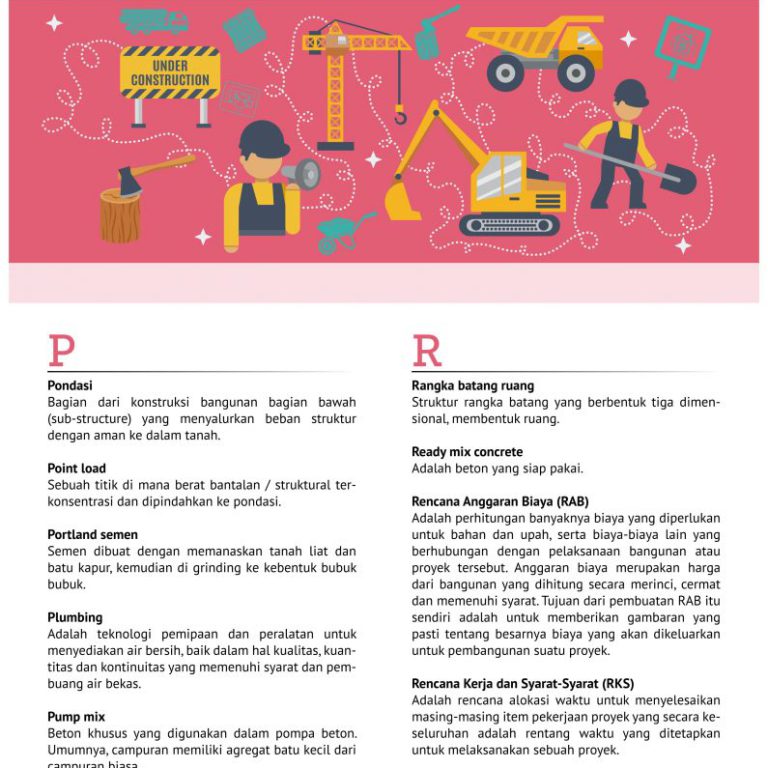 UNDER
CONSTRUCTION
P
Pondasi
Bagian dari konstruksi bangunan bagian bawah
(sub-structure) yang menyalurkan beban struktur
dengan aman ke dalam tanah.
Point load
Sebuah titik di mana berat bantalan / struktural ter-
konsentrasi dan dipindahkan ke pondasi.
Portland semen
Semen dibuat dengan memanaskan tanah liat dan
batu kapur, kemudian di grinding ke kebentuk bubuk
bubuk.
Plumbing
Adalah teknologi pemipaan dan peralatan untuk
menyediakan air bersih, baik dalam hal kualitas, kuan-
titas dan kontinuitas yang memenuhi syarat dan pem-
buang air bekas.
Pump mix
Beton khusus yang digunakan dalam pompa beton.
Umumnya, campuran memiliki agregat batu kecil dari
campuran biasa.
R
Rangka batang ruang
Struktur rangka batang yang berbentuk tiga dimen-
sional, membentuk ruang.
Ready mix concrete
Adalah beton yang siap pakai.
Rencana Anggaran Biaya (RAB)
Adalah perhitungan banyaknya biaya yang diperlukan
untuk bahan dan upah, serta biaya-biaya lain yang
berhubungan dengan pelaksanaan bangunan atau
proyek tersebut. Anggaran biaya merupakan harga
dari bangunan yang dihitung secara merinci, cermat
dan memenuhi syarat. Tujuan dari pembuatan RAB itu
sendiri adalah untuk memberikan gambaran yang
pasti tentang besarnya biaya yang akan dikeluarkan
untuk pembangunan suatu proyek.
Rencana Kerja dan Syarat-Syarat (RKS)
Adalah rencana alokasi waktu untuk menyelesaikan
masing-masing item pekerjaan proyek yang secara ke-
seluruhan adalah rentang waktu yang ditetapkan
untuk melaksanakan sebuah proyek.